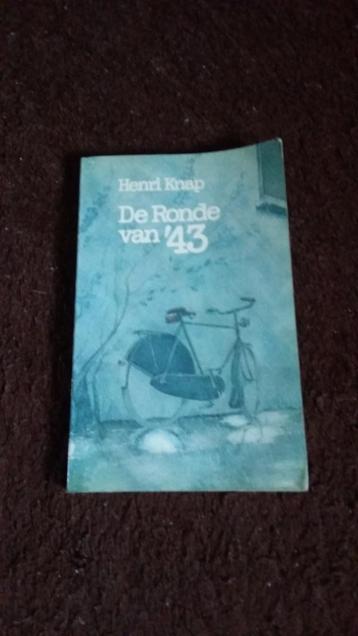 Henri Knap
De Ronde
van '43